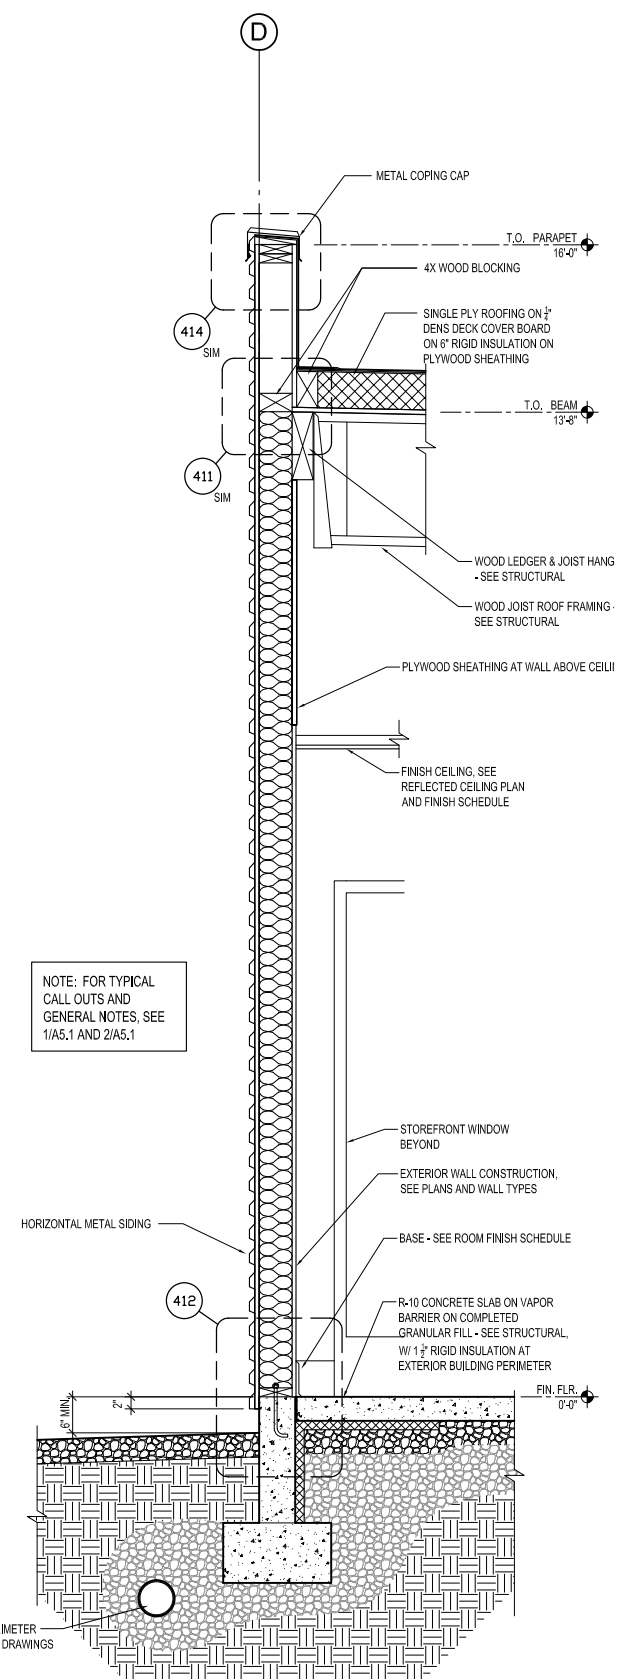 D
METAL COPING CAP
T.O. PARAPET
16'-0"
4X WOOD BLOCKING
414
SIM
SINGLE PLY ROOFING ON 1/4"
DENS DECK COVER BOARD
ON 6" RIGID INSULATION ON
PLYWOOD SHEATHING
T.O. BEAM
13'-8"
411
SIM
WOOD LEDGER & JOIST HANG
- SEE STRUCTURAL
WOOD JOIST ROOF FRAMING -
SEE STRUCTURAL
PLYWOOD SHEATHING AT WALL ABOVE CEILI
FINISH CEILING, SEE
REFLECTED CEILING PLAN
AND FINISH SCHEDULE
NOTE: FOR TYPICAL
CALL OUTS AND
GENERAL NOTES, SEE
1/A5.1 AND 2/A5.1
STOREFRONT WINDOW
BEYOND
EXTERIOR WALL CONSTRUCTION,
SEE PLANS AND WALL TYPES
HORIZONTAL METAL SIDING
BASE - SEE ROOM FINISH SCHEDULE
412
R-10 CONCRETE SLAB ON VAPOR
BARRIER ON COMPLETED
GRANULAR FILL - SEE STRUCTURAL,
W/ 1 1/2" RIGID INSULATION AT
EXTERIOR BUILDING PERIMETER
FIN. FLR.
0'-0"
6" MIN.
2"
IMETER
DRAWINGS